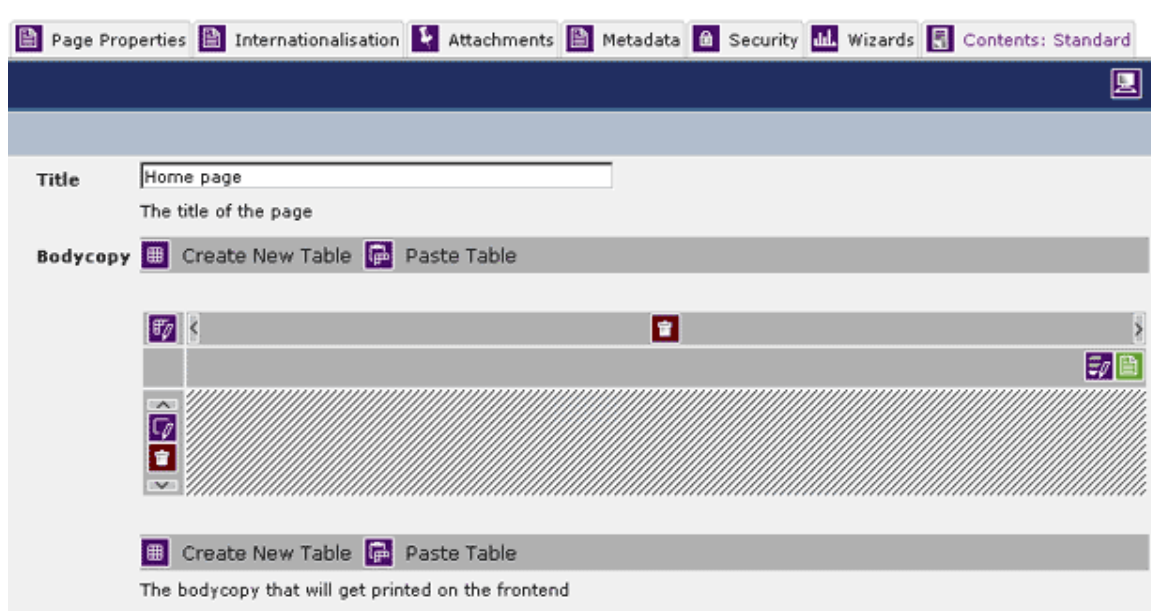 Page Properties Internationalisation Attachments Metadata Security Wizards Contents: Standard
Title Home page
The title of the page
Bodycopy Create New Table Paste Table
Create New Table Paste Table
The bodycopy that will get printed on the frontend